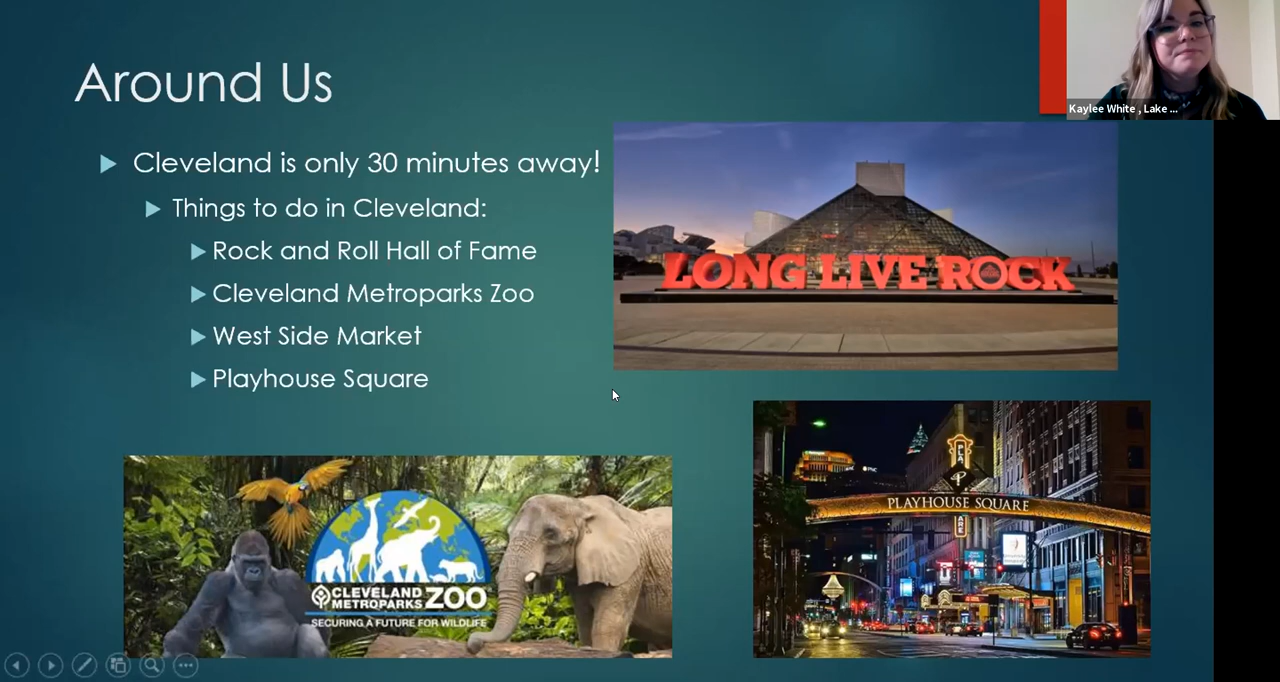 Around Us
Kaylee White , Lake ...
Cleveland is only 30 minutes away!
Things to do in Cleveland:
Rock and Roll Hall of Fame
Cleveland Metroparks Zoo
West Side Market
Playhouse Square
LONG LIVE ROCK
CLEVELAND
METROPARKS ZOO
SECURING A FUTURE FOR WILDLIFE
PLAYHOUSE SQUARE